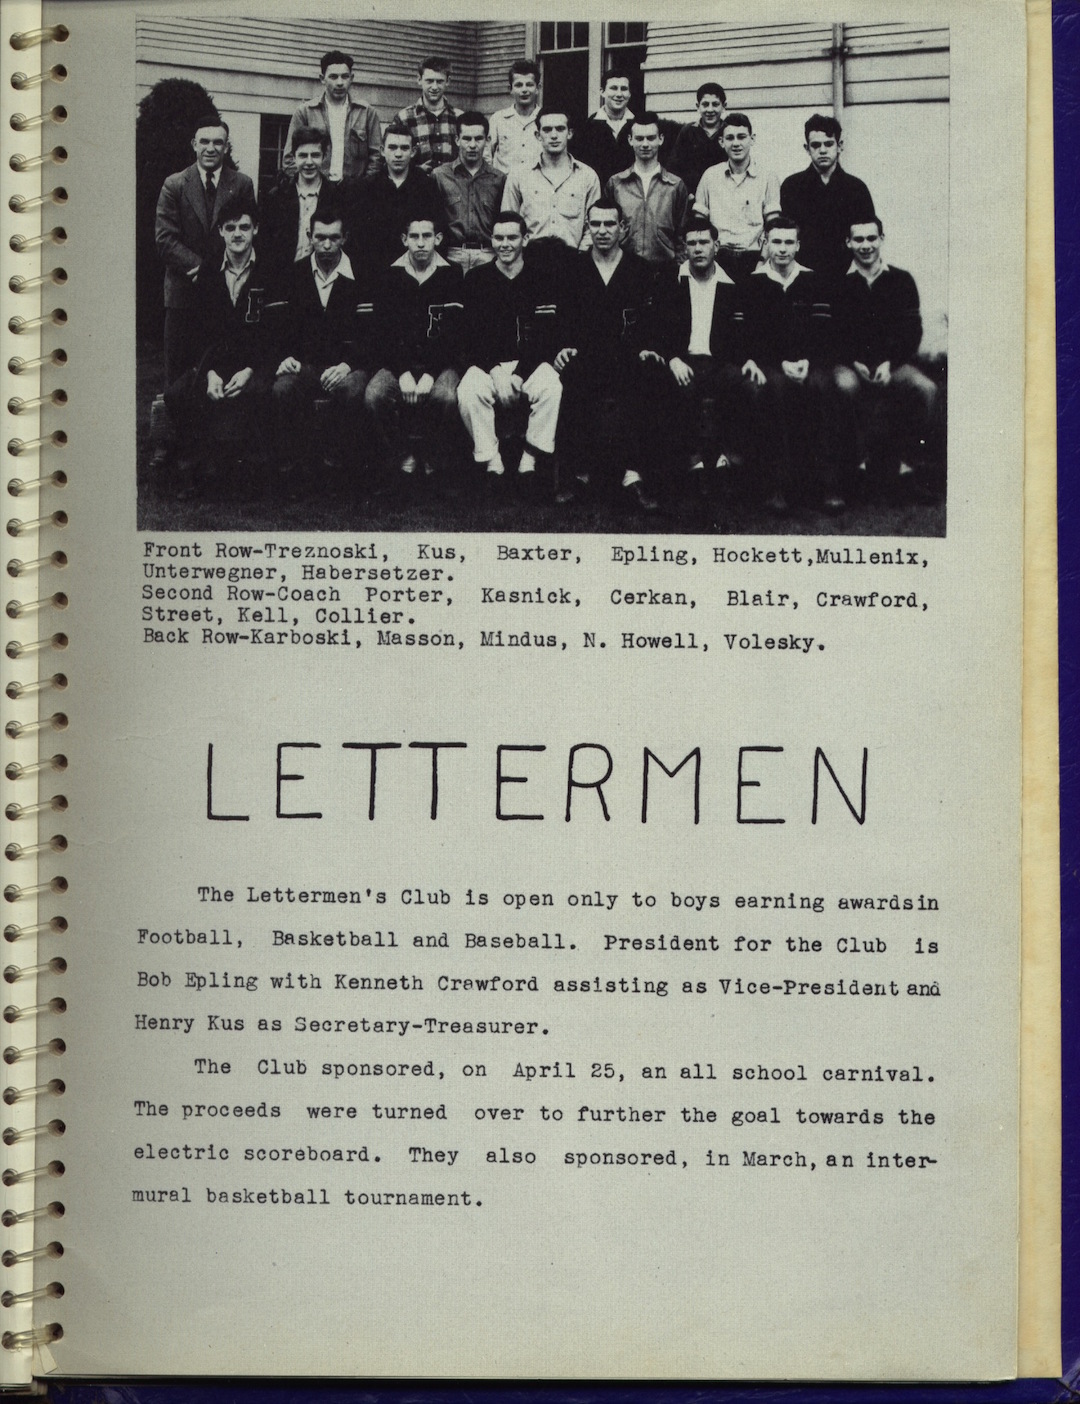 Front Row-Treznoski, Kus, Baxter, Epling, Hockett,Mullenix,
Unterwegner, Habersetzer.
Second Row-Coach Porter, Kasnick, Cerkan, Blair, Crawford,
Street, Kell, Collier.
Back Row-Karboski, Masson, Mindus, N. Howell, Volesky.
LETTERMEN
The Lettermen's Club is open only to boys earning awardsin
Football, Basketball and Baseball. President for the Club is
Bob Epling with Kenneth Crawford assisting as Vice-President and
Henry Kus as Secretary-Treasurer.
The Club sponsored, on April 25, an all school carnival.
The proceeds were turned over to further the goal towards the
electric scoreboard. They also sponsored, in March, an inter-
mural basketball tournament.